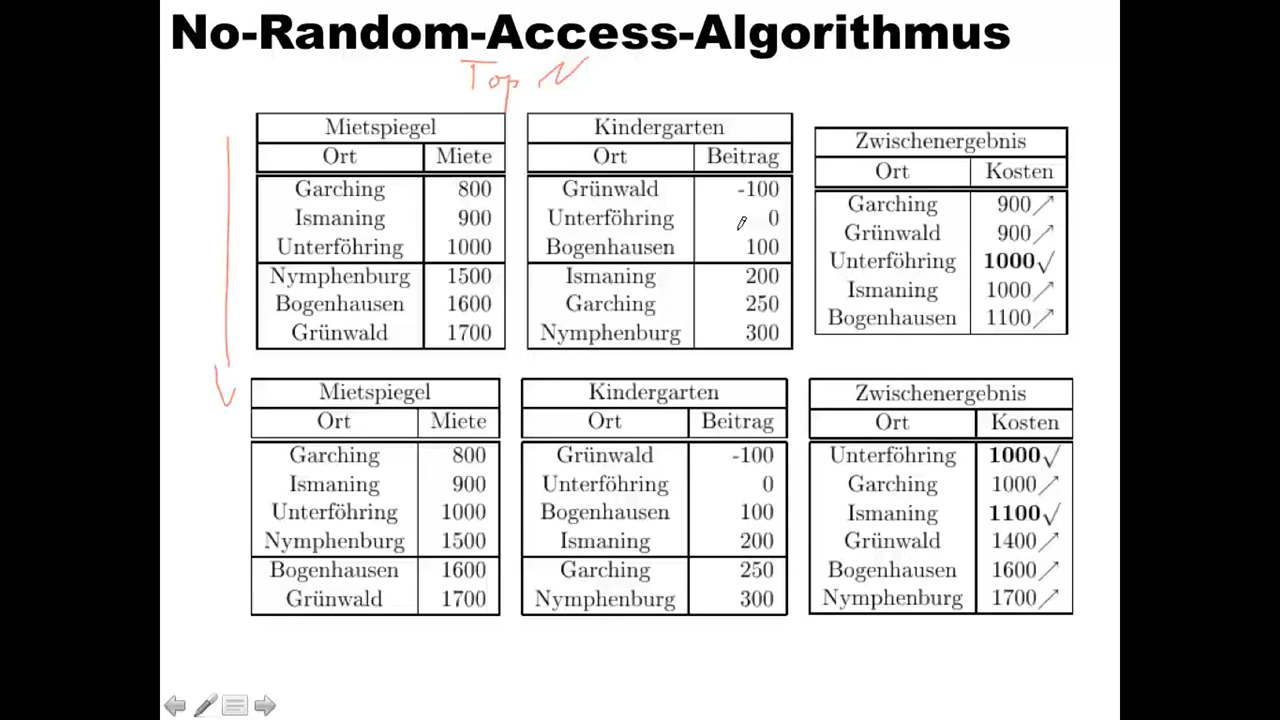 No-Random-Access-Algorithmus
Top N
Mietspiegel
Ort Miete
Garching 800
Ismaning 900
Unterföhring 1000
Nymphenburg 1500
Bogenhausen 1600
Grünwald 1700
Kindergarten
Ort Beitrag
Grünwald -100
Unterföhring 0
Bogenhausen 100
Ismaning 200
Garching 250
Nymphenburg 300
Zwischenergebnis
Ort Kosten
Garching 900↗
Grünwald 900↗
Unterföhring 1000√
Ismaning 1000↗
Bogenhausen 1100↗
Mietspiegel
Ort Miete
Garching 800
Ismaning 900
Unterföhring 1000
Nymphenburg 1500
Bogenhausen 1600
Grünwald 1700
Kindergarten
Ort Beitrag
Grünwald -100
Unterföhring 0
Bogenhausen 100
Ismaning 200
Garching 250
Nymphenburg 300
Zwischenergebnis
Ort Kosten
Unterföhring 1000√
Garching 1000↗
Ismaning 1100√
Grünwald 1400↗
Bogenhausen 1600↗
Nymphenburg 1700↗